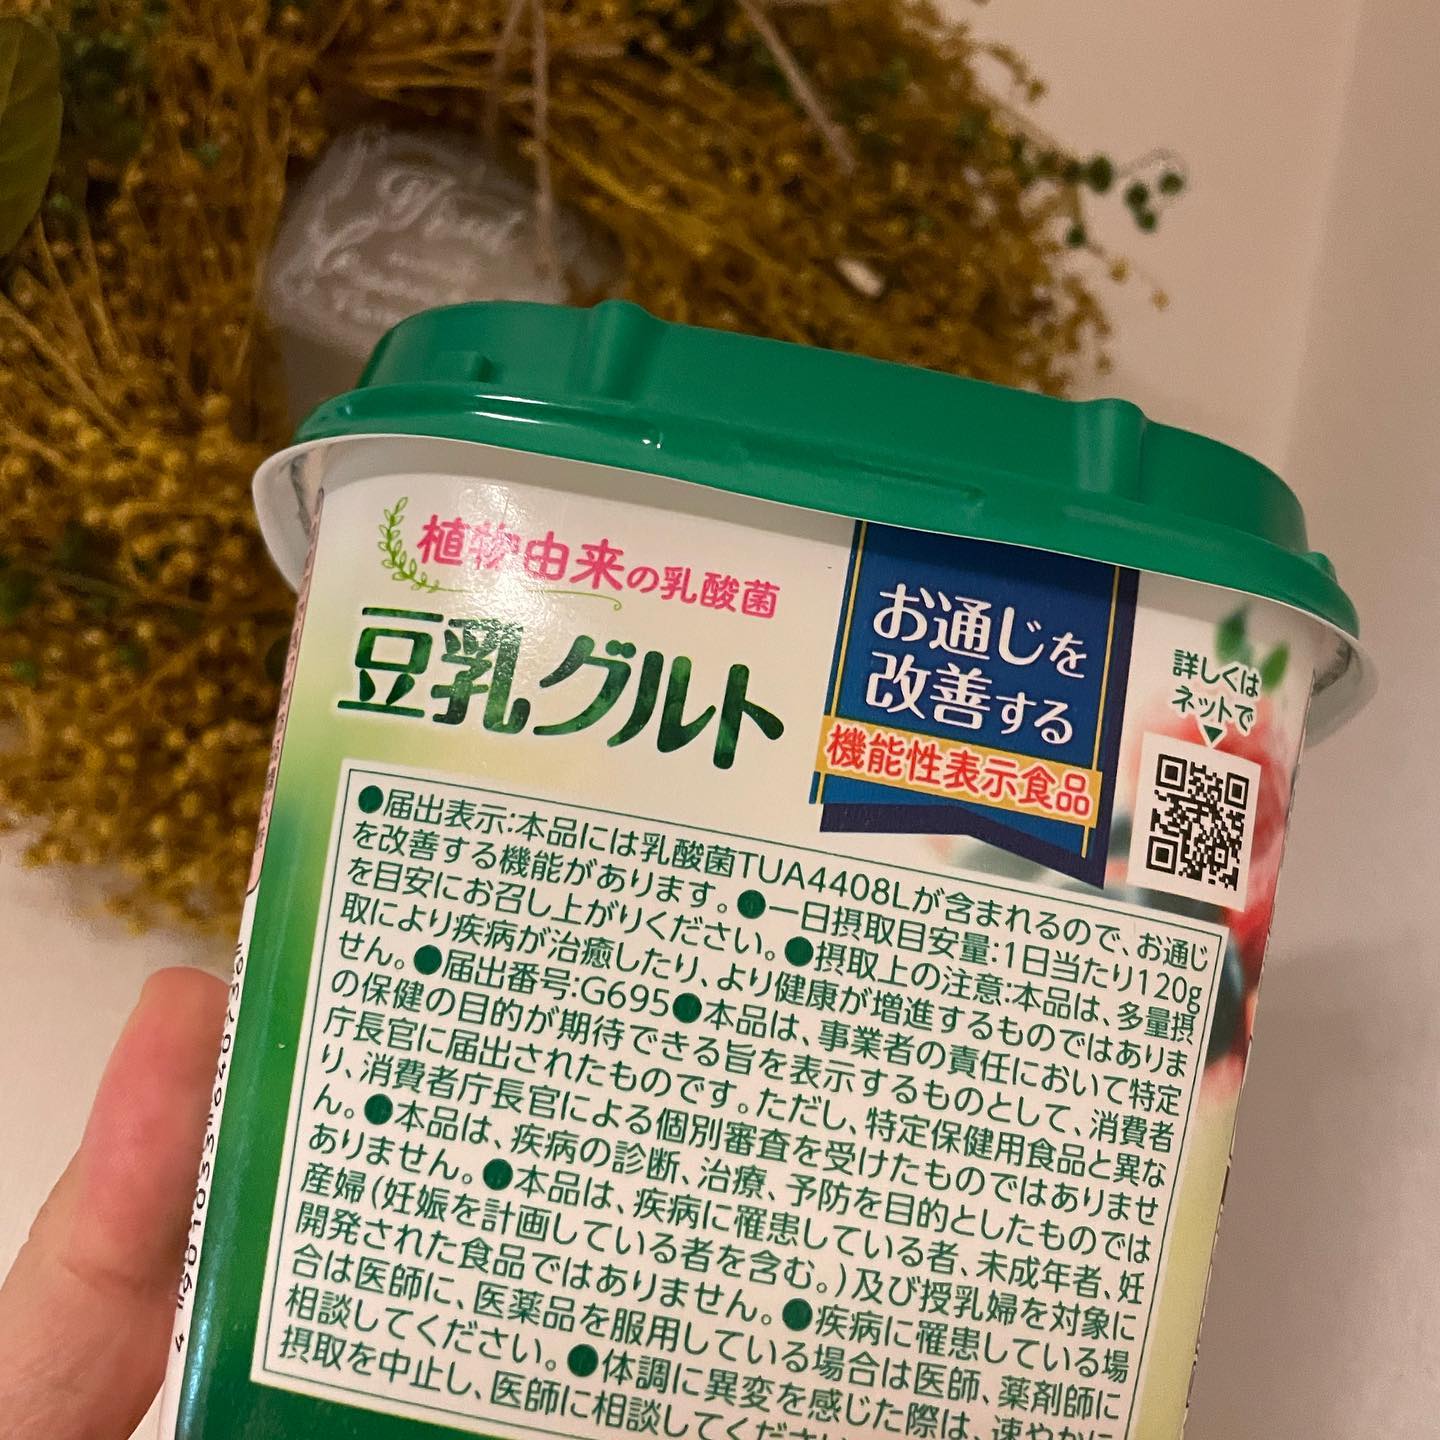 植物由来の乳酸菌
豆乳グルト
お通じを
改善する
機能性表示食品
詳しくは
ネットで
●届出表示:本品には乳酸菌TUA4408Lが含まれるので、お通じ
を改善する機能があります。●一日摂取目安量:1日当たり120g
を目安にお召し上がりください。●摂取上の注意:本品は、多量摂
取により疾病が治癒したり、より健康が増進するものではありま
せん。●届出番号:G695●本品は、事業者の責任において特定
の保健の目的が期待できる旨を表示するものとして、消費者
庁長官に届出されたものです。ただし、特定保健用食品と異な
り、消費者庁長官による個別審査を受けたものではありませ
ん。●本品は、疾病の診断、治療、予防を目的としたものでは
ありません。●本品は、疾病に罹患している者、未成年者、妊
産婦(妊娠を計画している者を含む。)及び授乳婦を対象に
開発された食品ではありません。●疾病に罹患している場
合は医師に、医薬品を服用している場合は医師、薬剤師に
相談してください。●体調に異変を感じた際は、速やかに
摂取を中止し、医師に相談してくださ